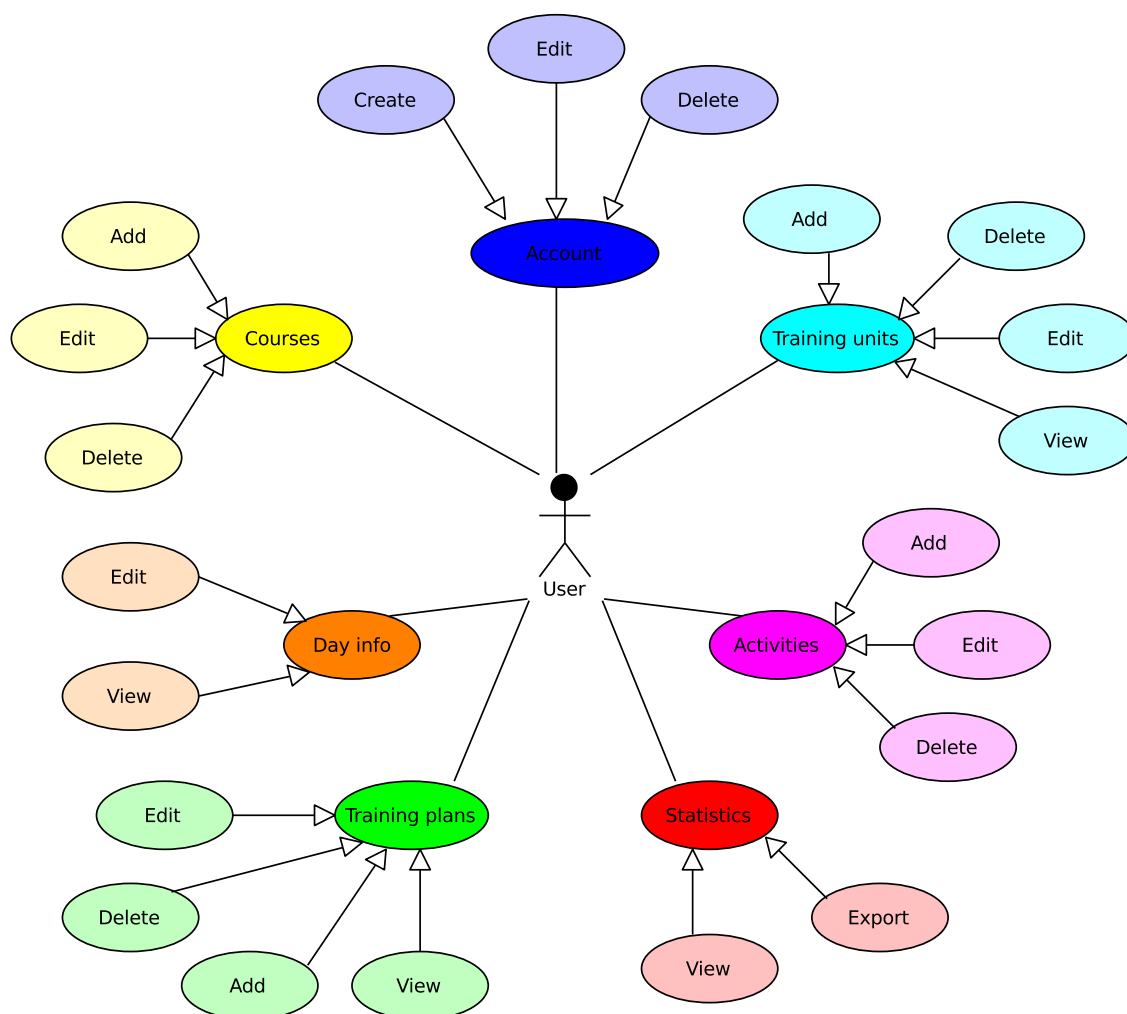 Edit
Create
Delete
Account
Add
Edit
Courses
Delete
Add
Delete
Training units
Edit
View
User
Edit
Day info
View
Add
Activities
Edit
Delete
Edit
Training plans
Delete
Add
View
Statistics
Export
View